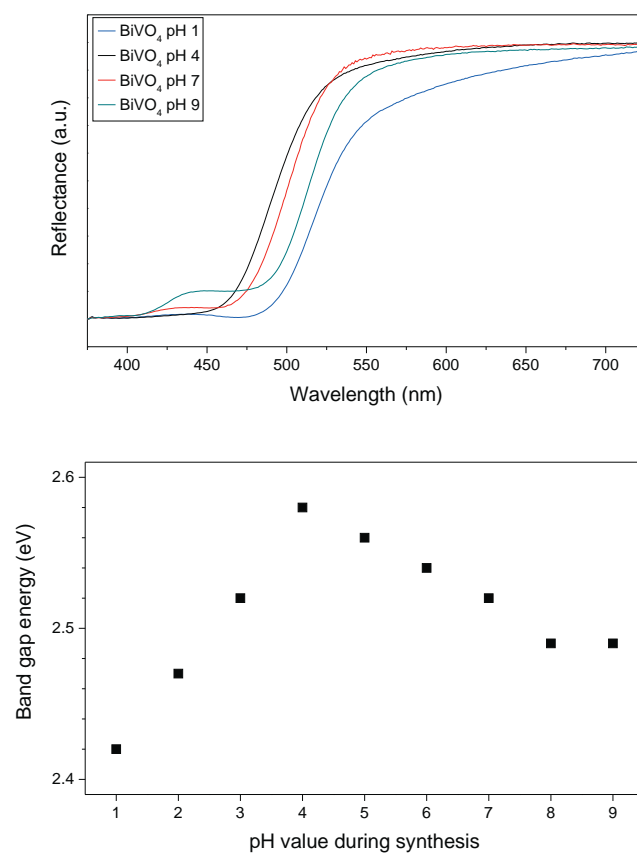 BiVO₄ pH 1
BiVO₄ pH 4
BiVO₄ pH 7
BiVO₄ pH 9
Reflectance (a.u.)
400 450 500 550 600 650 700
Wavelength (nm)
2.6
2.5
2.4
Band gap energy (eV)
1 2 3 4 5 6 7 8 9
pH value during synthesis